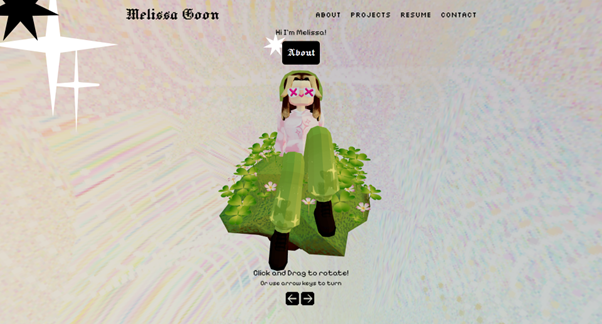 Melissa Goon
ABOUT PROJECTS RESUME CONTACT
Hi I'm Melissa!
About
Click and Drag to rotate!
Or use arrow keys to turn